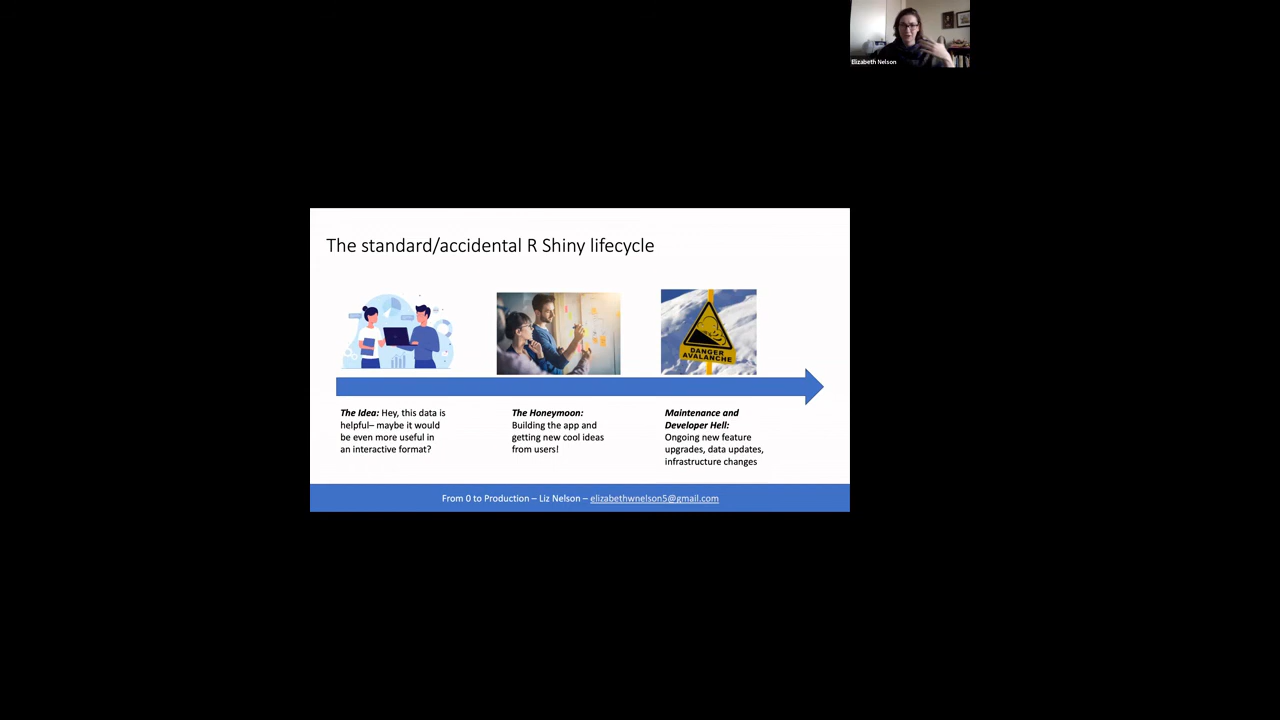 Elizabeth Nelson
The standard/accidental R Shiny lifecycle
DANGER
AVALANCHE
The Idea: Hey, this data is
helpful– maybe it would
be even more useful in
an interactive format?
The Honeymoon:
Building the app and
getting new cool ideas
from users!
Maintenance and
Developer Hell:
Ongoing new feature
upgrades, data updates,
infrastructure changes
From 0 to Production – Liz Nelson – elizabethwnelson5@gmail.com